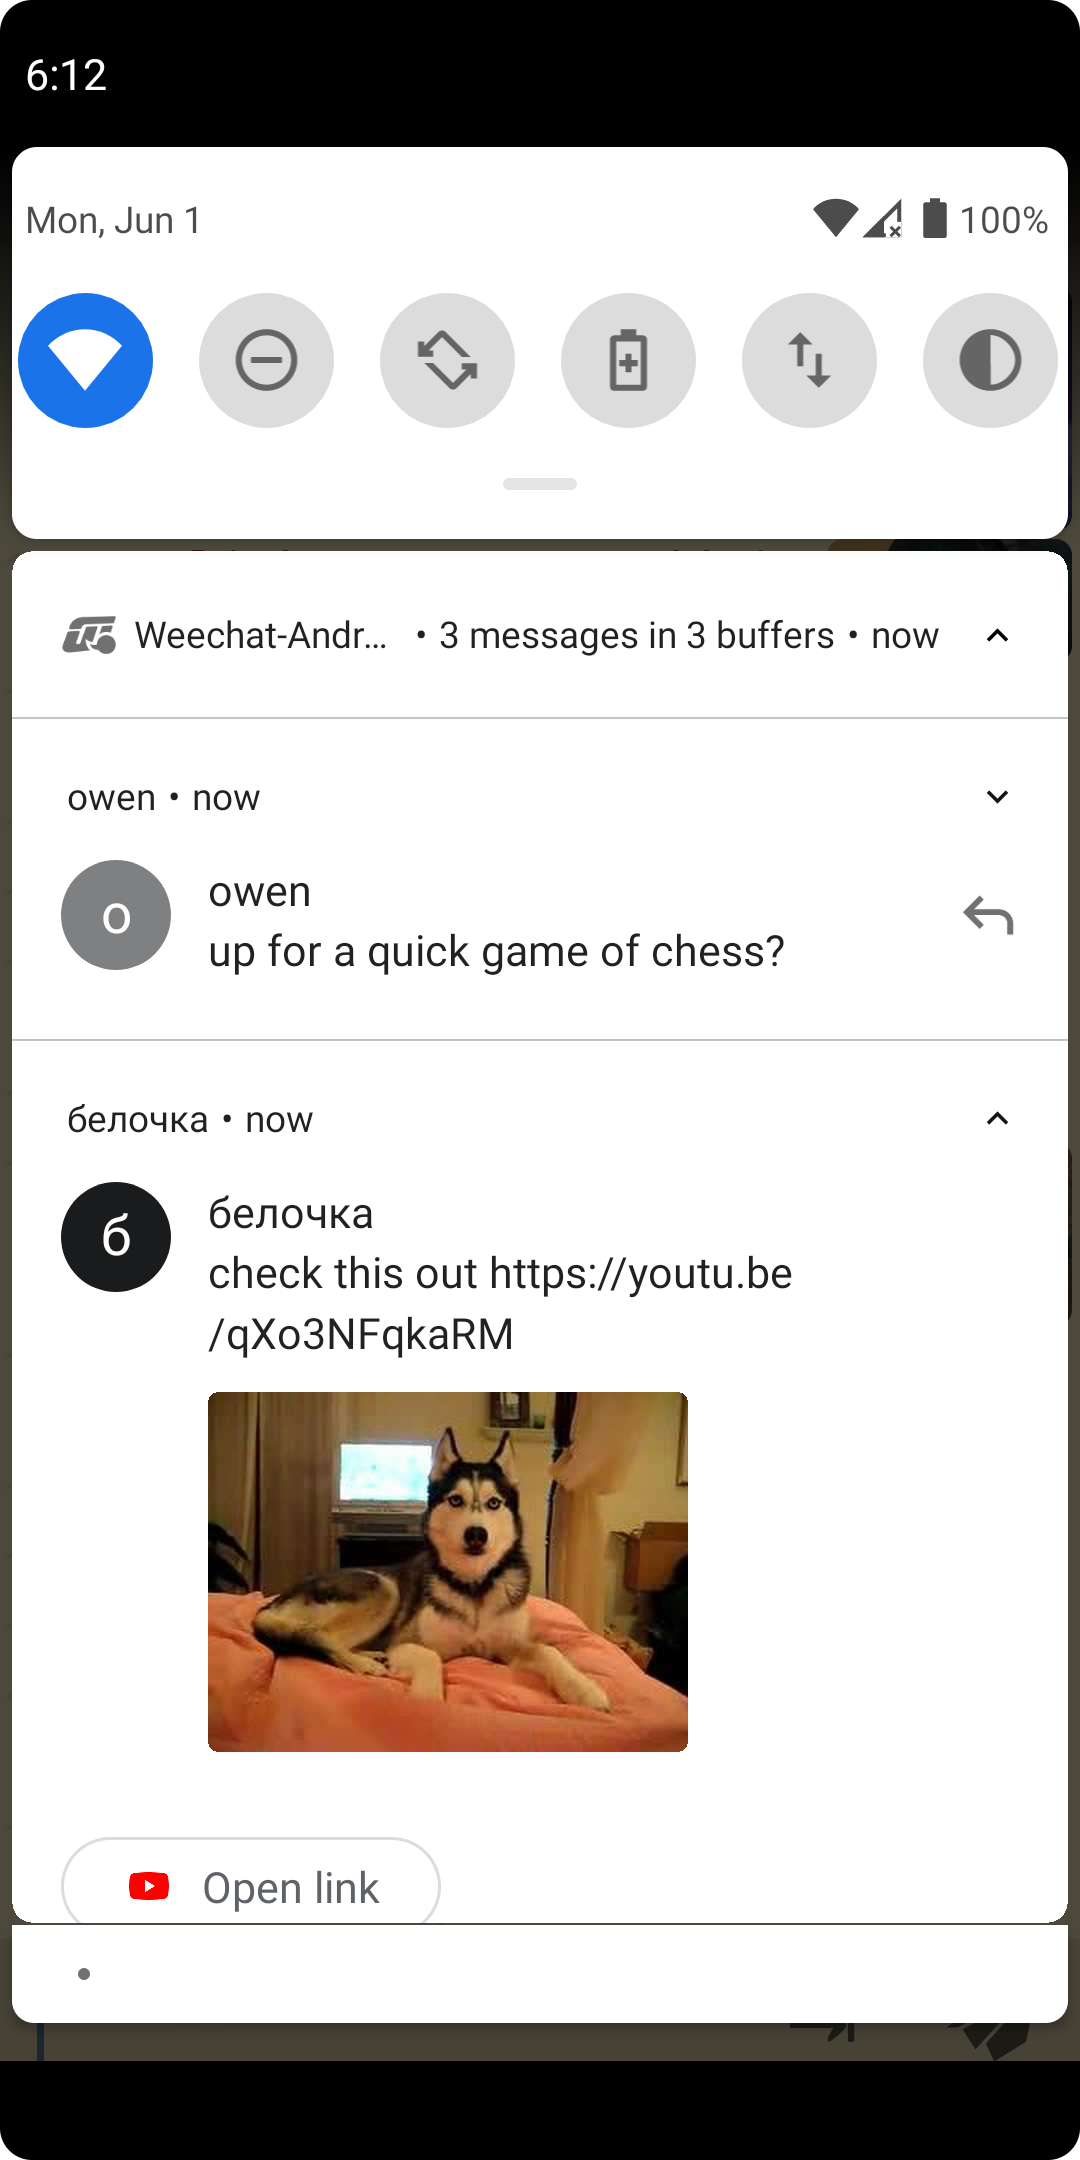 6:12
Mon, Jun 1
100%
Weechat-Andr... • 3 messages in 3 buffers • now
owen • now
o
owen
up for a quick game of chess?
белочка • now
б
белочка
check this out https://youtu.be
/qXo3NFqkaRM
Open link